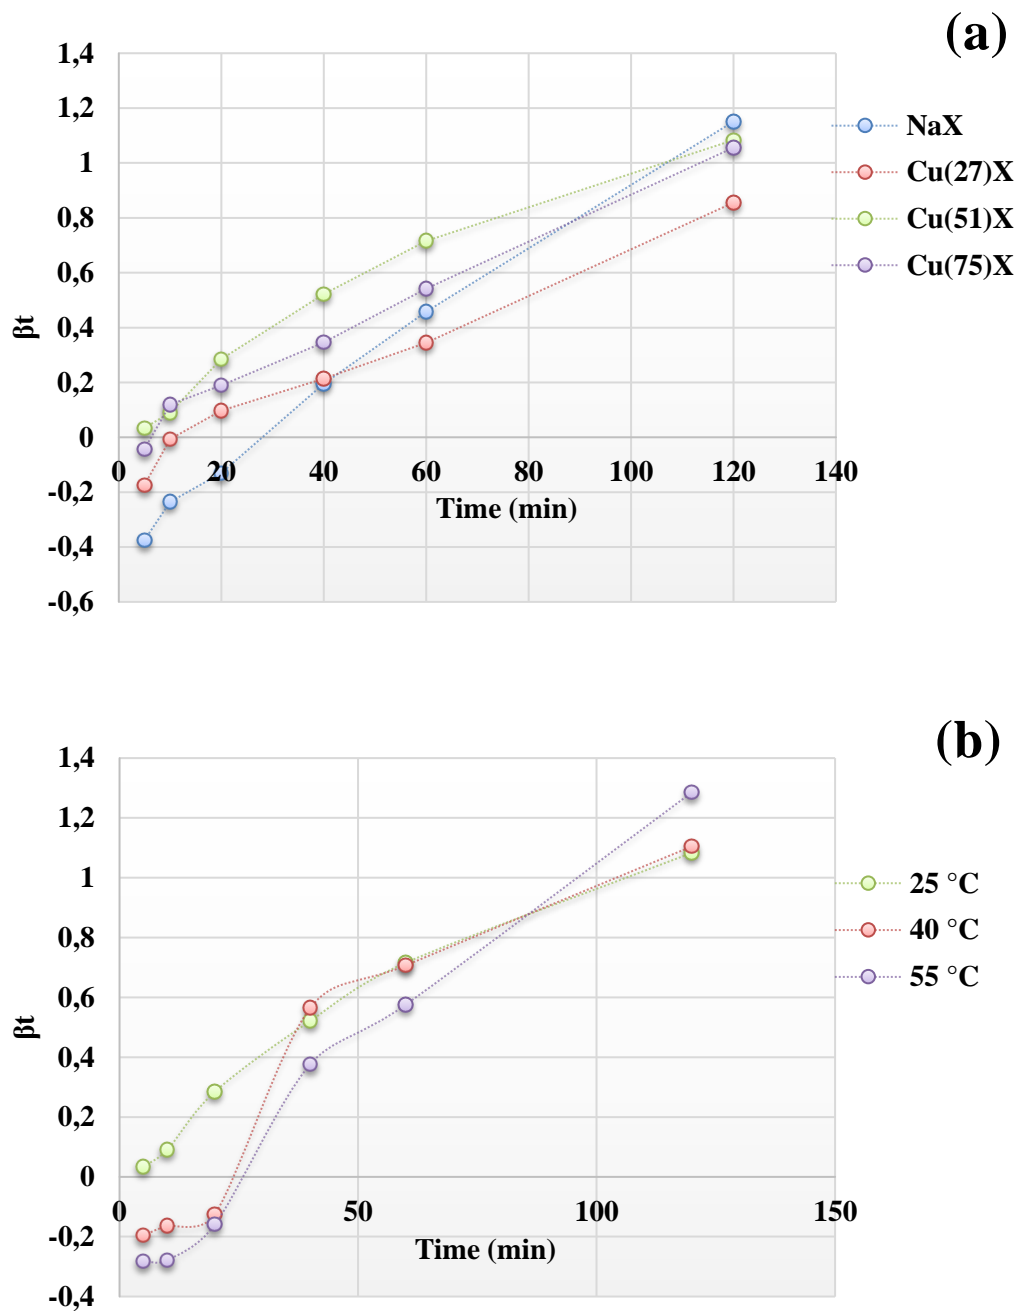 (a)
1,4
1,2
1
0,8
0,6
0,4
0,2
0
-0,2
-0,4
-0,6
βt
0 20 40 60 80 100 120 140
Time (min)
NaX
Cu(27)X
Cu(51)X
Cu(75)X
(b)
1,4
1,2
1
0,8
0,6
0,4
0,2
0
-0,2
-0,4
βt
0 50 100 150
Time (min)
25 °C
40 °C
55 °C